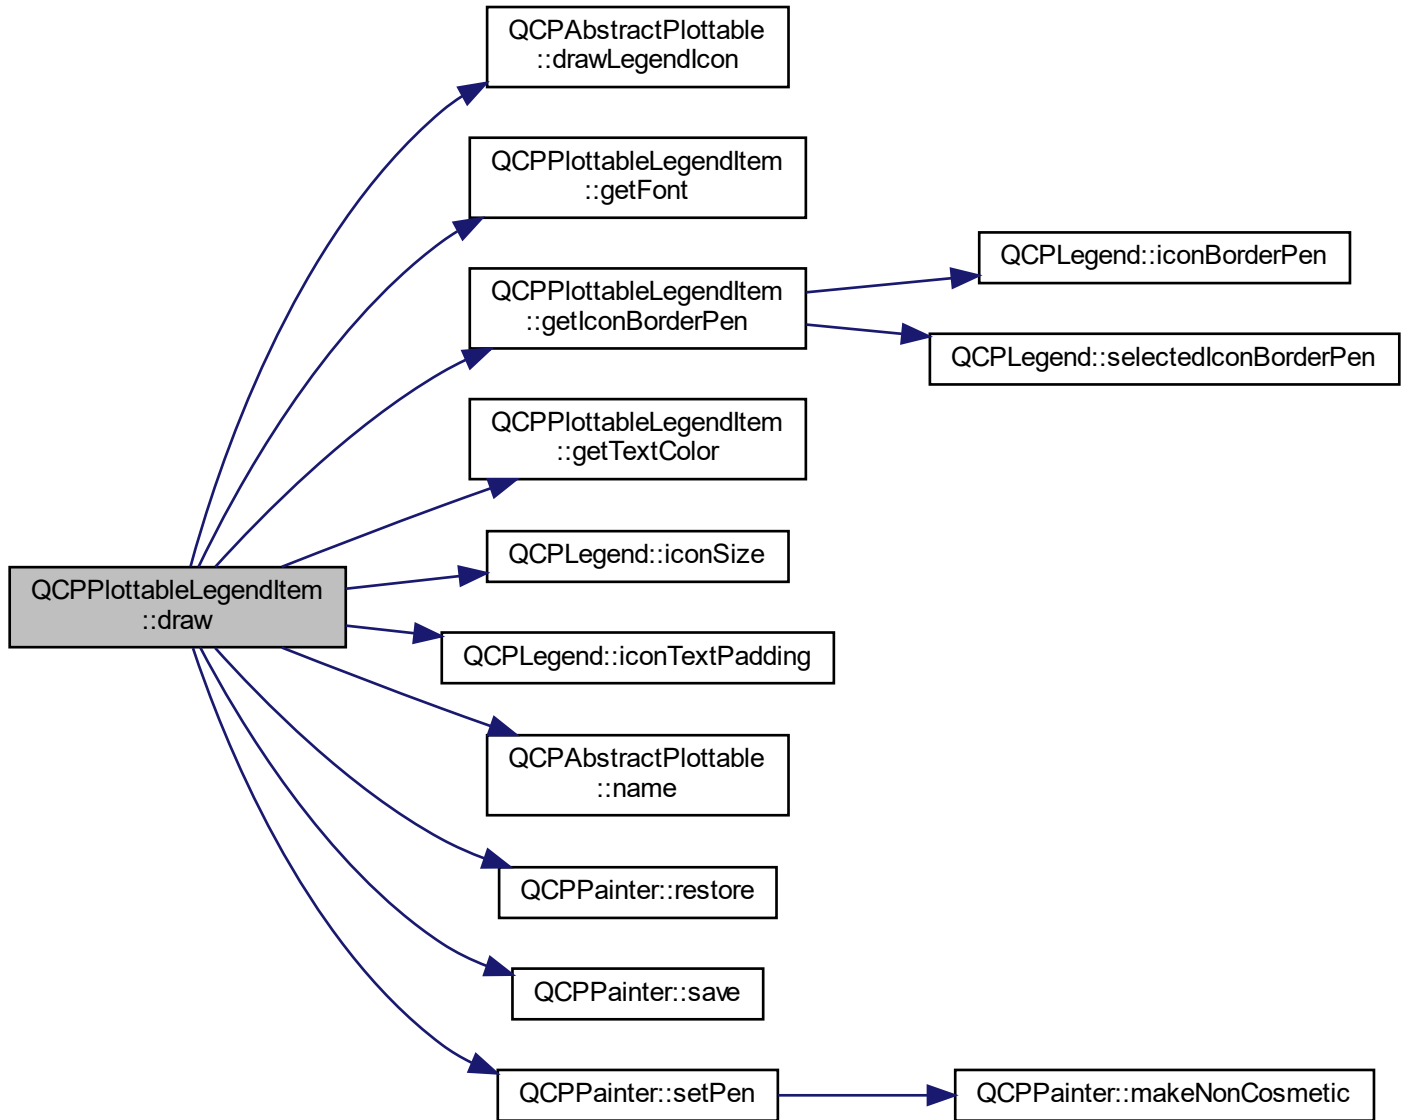 QCPAbstractPlottable
::drawLegendIcon
QCPPlottableLegendItem
::getFont
QCPPlottableLegendItem
::getIconBorderPen
QCPLegend::iconBorderPen
QCPLegend::selectedIconBorderPen
QCPPlottableLegendItem
::getTextColor
QCPLegend::iconSize
QCPPlottableLegendItem
::draw
QCPLegend::iconTextPadding
QCPAbstractPlottable
::name
QCPPainter::restore
QCPPainter::save
QCPPainter::setPen
QCPPainter::makeNonCosmetic